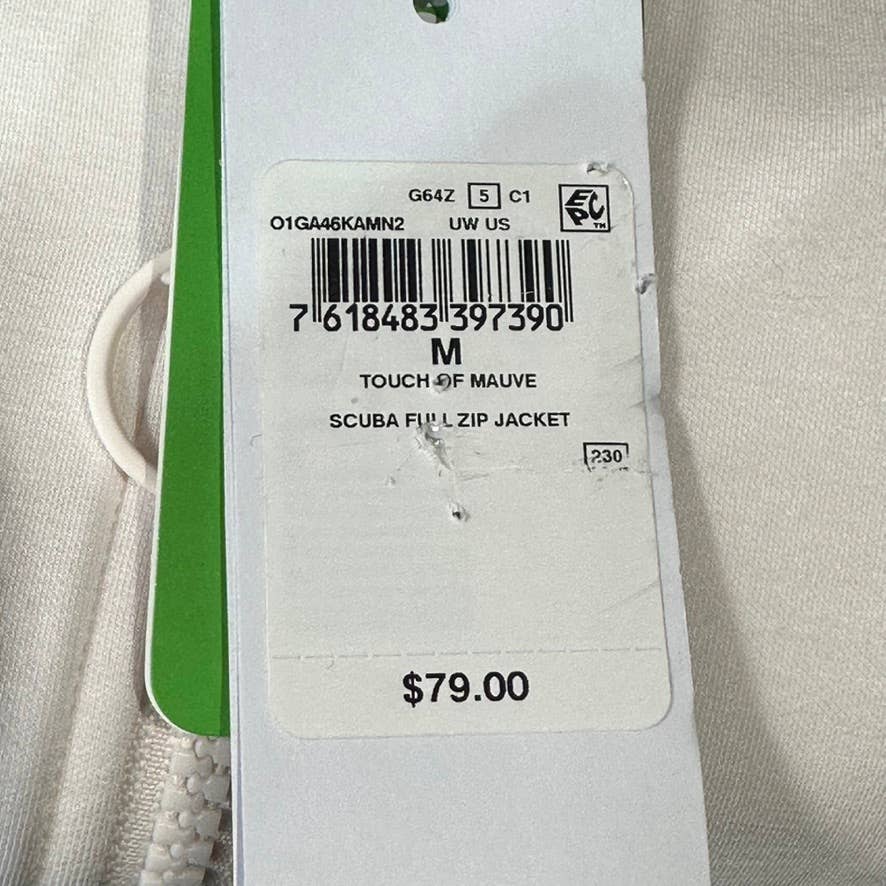 G64Z 5 C1
EPC TM
O1GA46KAMN2 UW US
7 618483 397390
M
TOUCH OF MAUVE
SCUBA FULL ZIP JACKET
230
$79.00